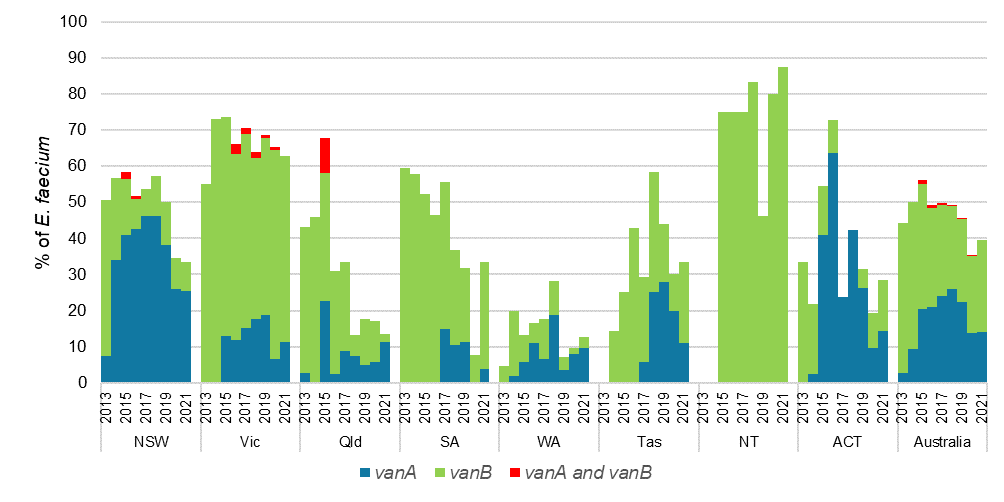 100
90
80
70
60
50
40
30
20
10
0
% of E. faecium
2013 2015 2017 2019 2021 2013 2015 2017 2019 2021 2013 2015 2017 2019 2021 2013 2015 2017 2019 2021 2013 2015 2017 2019 2021 2013 2015 2017 2019 2021 2013 2015 2017 2019 2021 2013 2015 2017 2019 2021 2013 2015 2017 2019 2021
NSW Vic Qld SA WA Tas NT ACT Australia
vanA vanB vanA and vanB